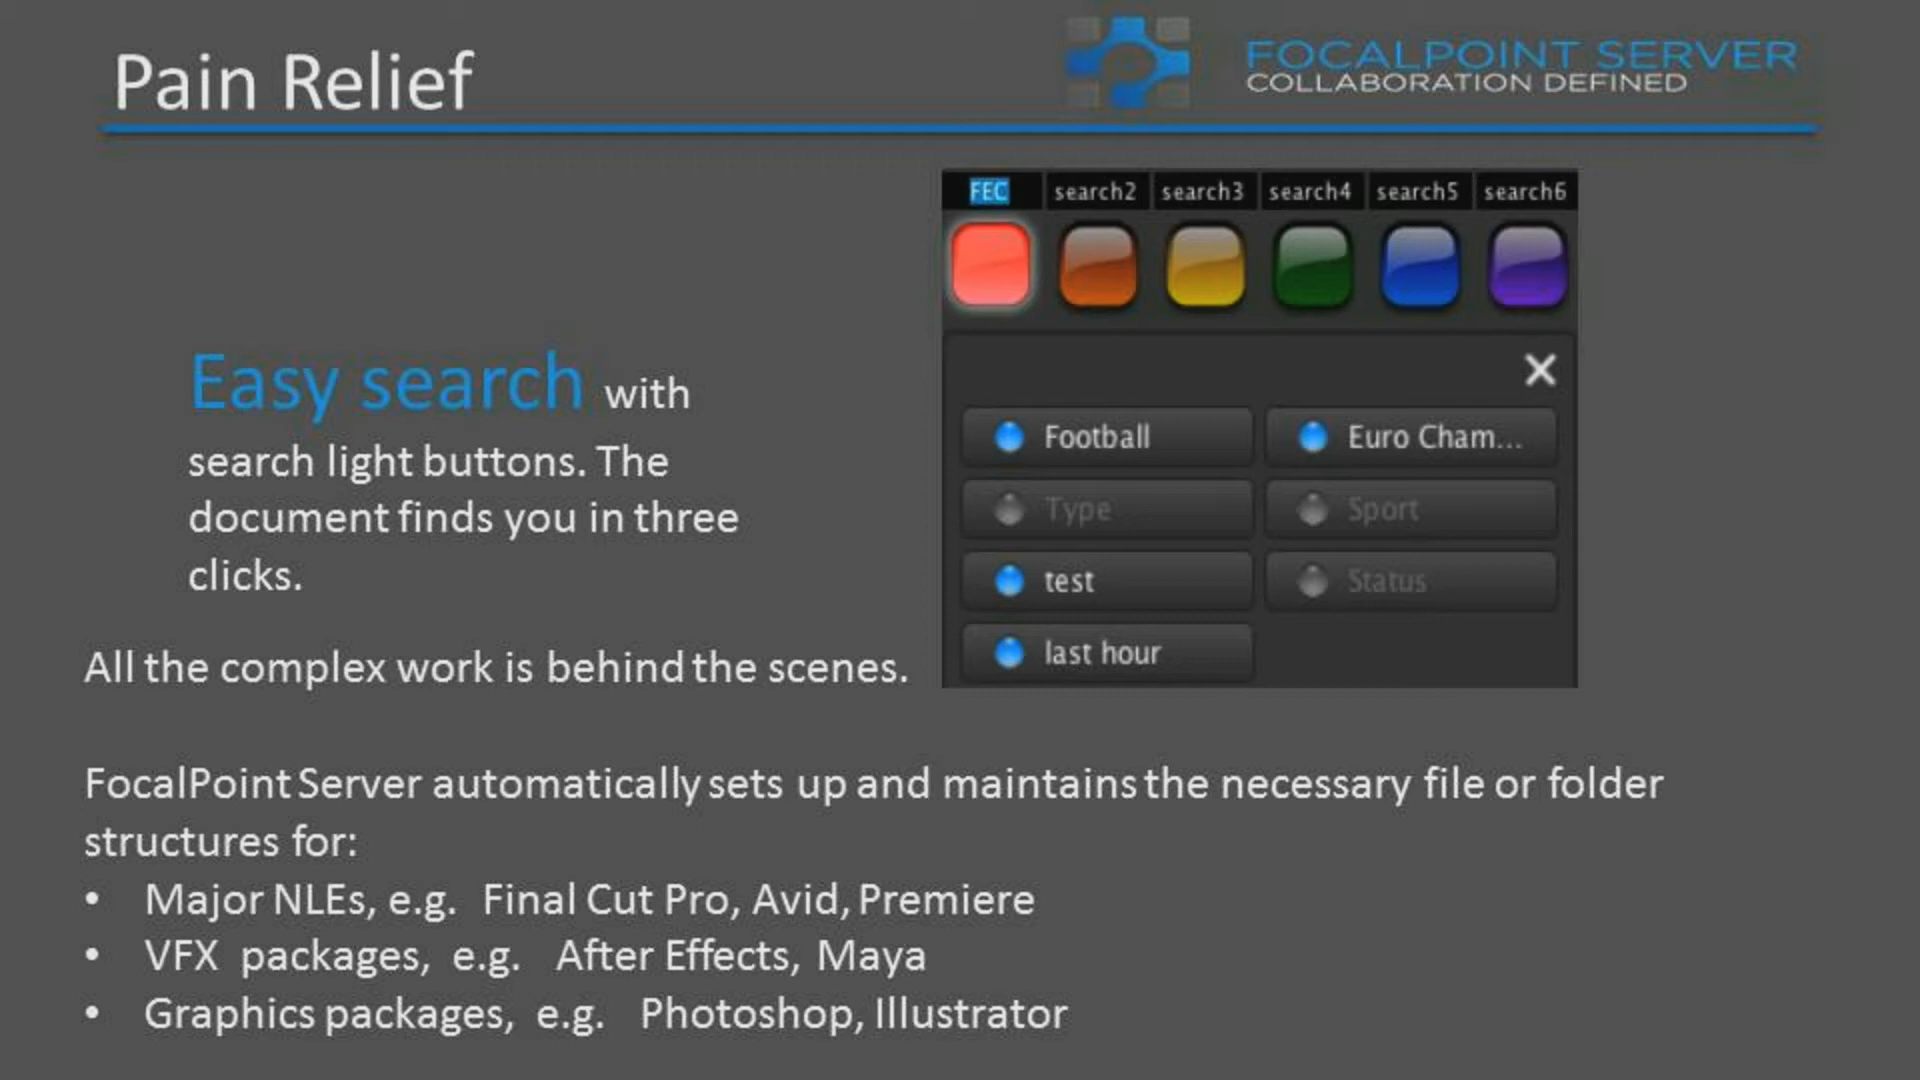 Pain Relief
FOCALPOINT SERVER
COLLABORATION DEFINED
FEC search2 search3 search4 search5 search6
Football Euro Cham...
Type Sport
test Status
last hour
Easy search with
search light buttons. The
document finds you in three
clicks.
All the complex work is behind the scenes.
FocalPoint Server automatically sets up and maintains the necessary file or folder
structures for:
• Major NLEs, e.g. Final Cut Pro, Avid, Premiere
• VFX packages, e.g. After Effects, Maya
• Graphics packages, e.g. Photoshop, Illustrator